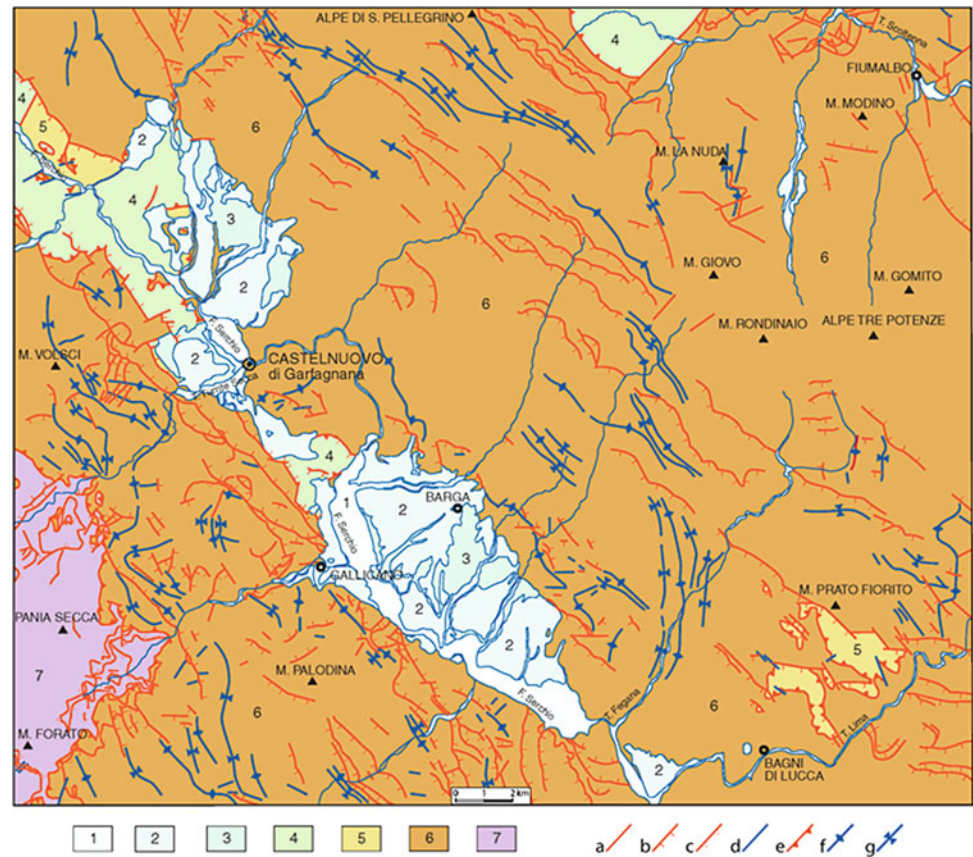 ALPE DI S. PELLEGRINO
4
T. Scoltenna
FIUMALBO
4
M. MODINO
5
2
6
M. LA NUDA
F. Serchio
4
3
2
M. GIOVO
6
M. GOMITO
6
F. Serchio
M. RONDINAIO
ALPE TRE POTENZE
M. VOLSCI
2
CASTELNUOVO
di Garfagnana
4
1
2
BARGA
F. Serchio
3
GALLICANO
PANIA SECCA
2
2
M. PRATO FIORITO
5
7
M. PALODINA
6
F. Serchio
T. Fegana
6
T. Lima
M. FORATO
2
BAGNI
DI LUCCA
0 1 2 km
1 2 3 4 5 6 7 a b c d e f g